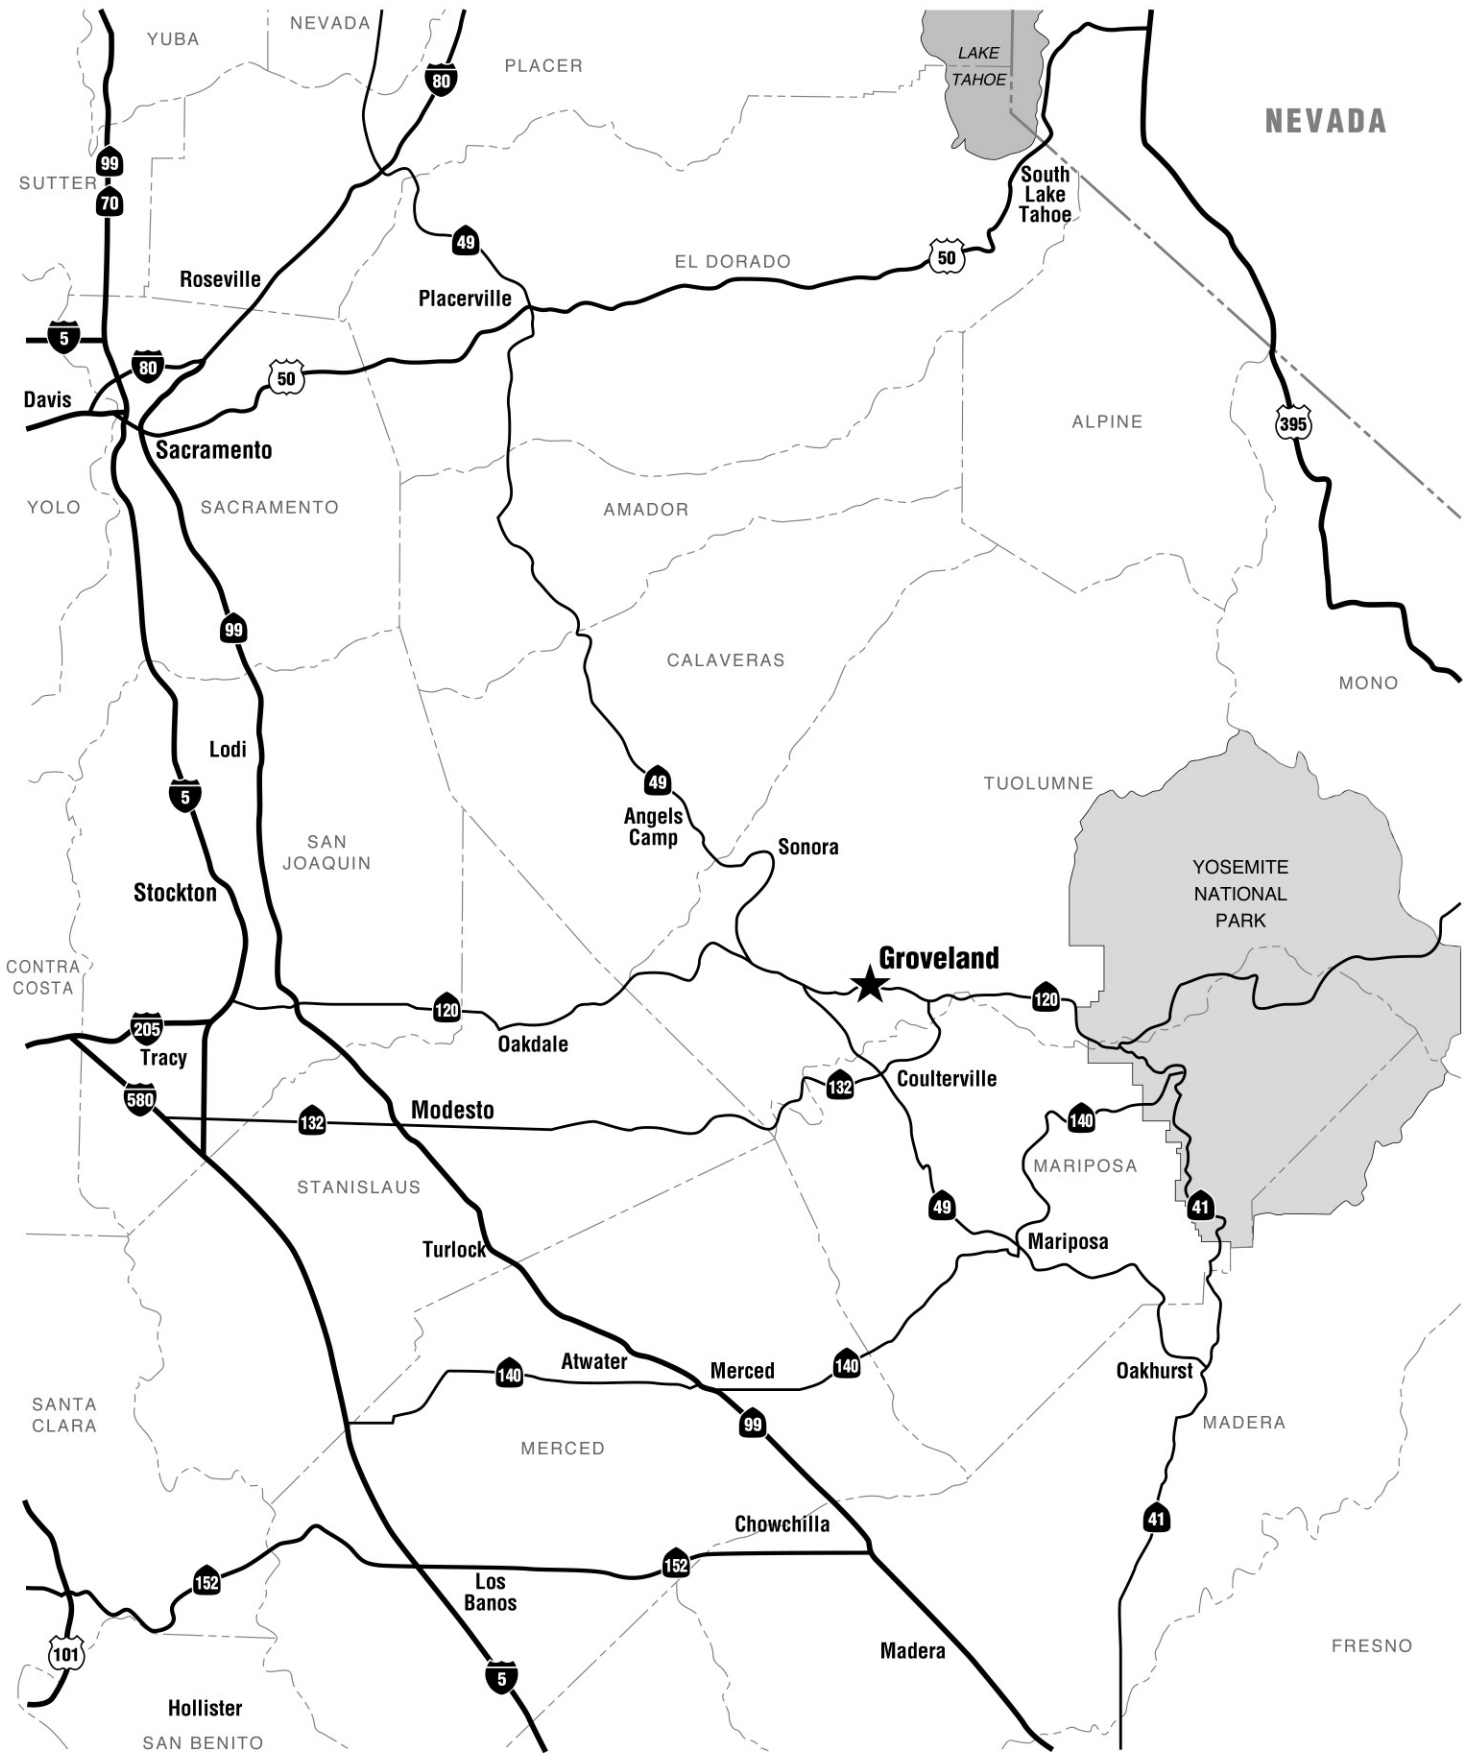 NEVADA
YUBA
PLACER
80
LAKE
TAHOE
NEVADA
99
SUTTER
70
South
Lake
Tahoe
49
50
EL DORADO
Roseville
Placerville
5
80
50
Davis
395
ALPINE
Sacramento
YOLO
SACRAMENTO
AMADOR
99
CALAVERAS
MONO
Lodi
49
TUOLUMNE
5
Angels
Camp
Sonora
SAN
JOAQUIN
YOSEMITE
NATIONAL
PARK
Stockton
Groveland
CONTRA
COSTA
120
120
205
Oakdale
Tracy
Coulterville
132
580
Modesto
132
140
MARIPOSA
STANISLAUS
49
41
Turlock
Mariposa
Atwater
Merced
140
140
Oakhurst
SANTA
CLARA
99
MADERA
MERCED
Chowchilla
41
152
152
Los
Banos
101
Madera
FRESNO
5
Hollister
SAN BENITO